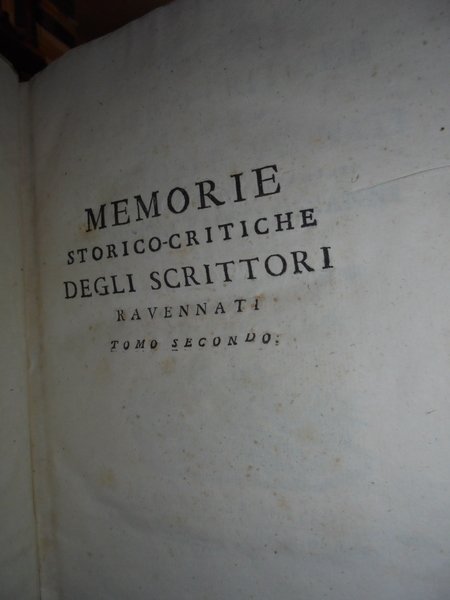 MEMORIE
STORICO-CRITICHE
DEGLI SCRITTORI
RAVENNATI
TOMO SECONDO.